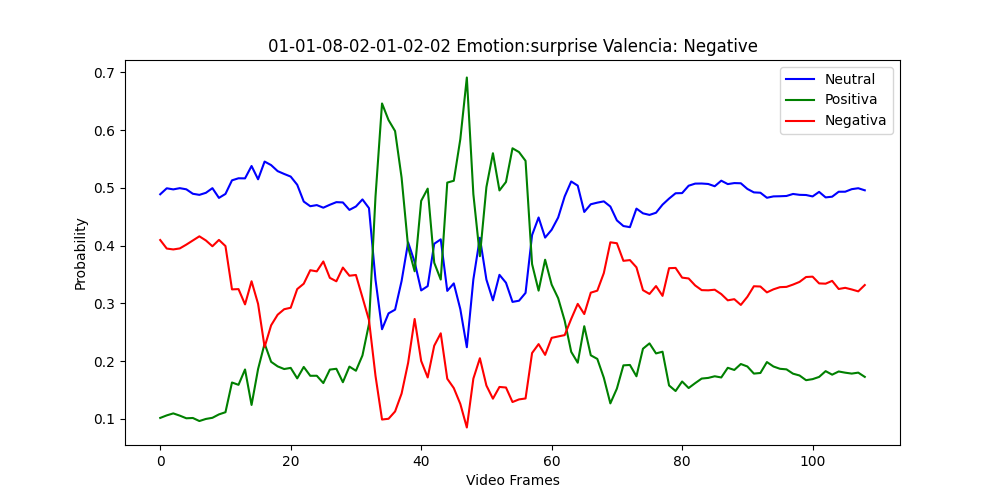 01-01-08-02-01-02-02 Emotion:surprise Valencia: Negative
Neutral
Positiva
Negativa
0.7
0.6
0.5
0.4
0.3
0.2
0.1
Probability
0
20
40
60
80
100
Video Frames